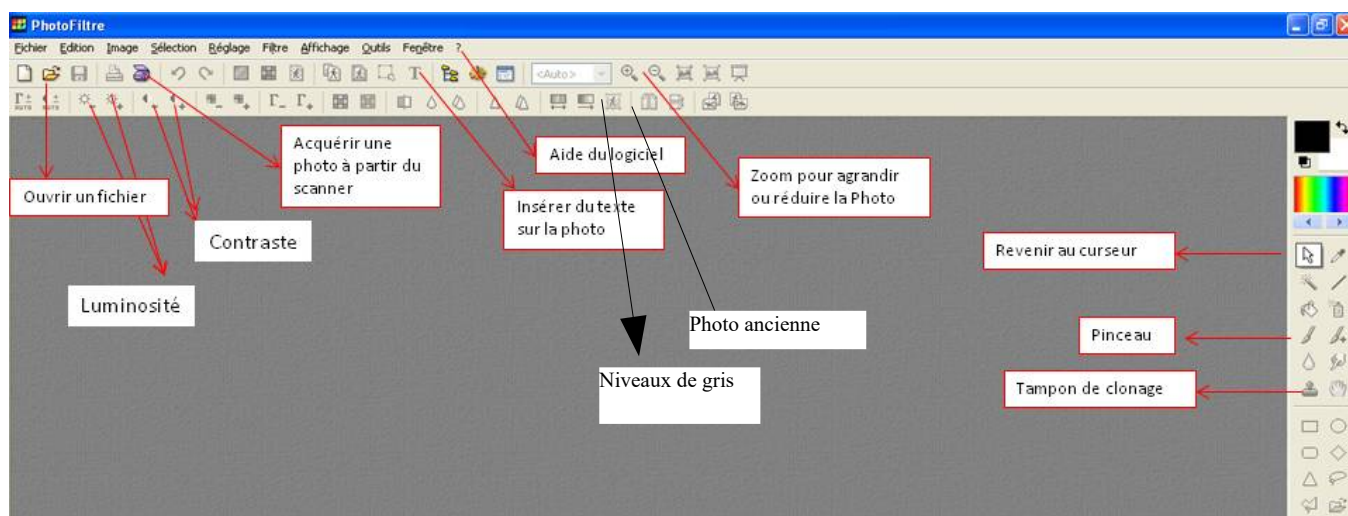 PhotoFiltre
Fichier Edition Image Sélection Réglage Filtre Affichage Outils Fenêtre ?
T <Auto>
AUTO AUTO
Ouvrir un fichier
Acquérir une
photo à partir du
scanner
Contraste
Luminosité
Insérer du texte
sur la photo
Aide du logiciel
Zoom pour agrandir
ou réduire la Photo
Photo ancienne
Niveaux de gris
Revenir au curseur
Pinceau
Tampon de clonage